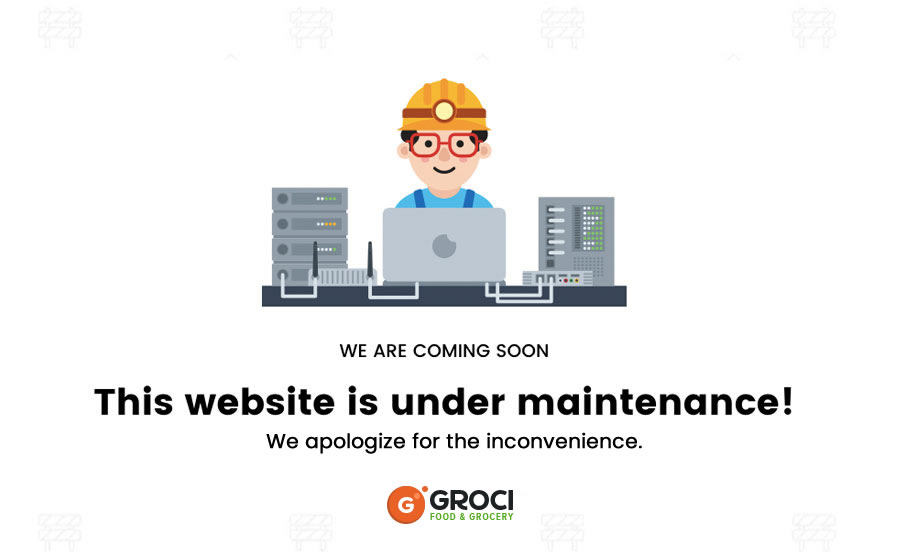 WE ARE COMING SOON
This website is under maintenance!
We apologize for the inconvenience.
G GROCI
FOOD & GROCERY